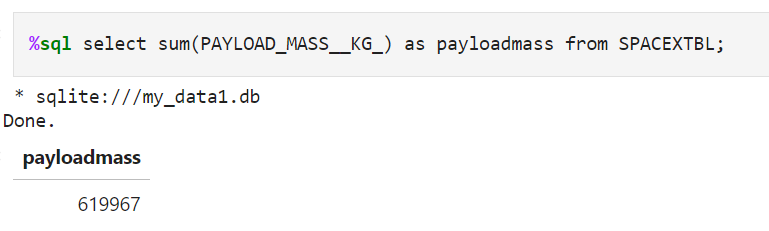 %sql select sum(PAYLOAD_MASS__KG_) as payloadmass from SPACEXTBL;
* sqlite:///my_data1.db
Done.
payloadmass
619967